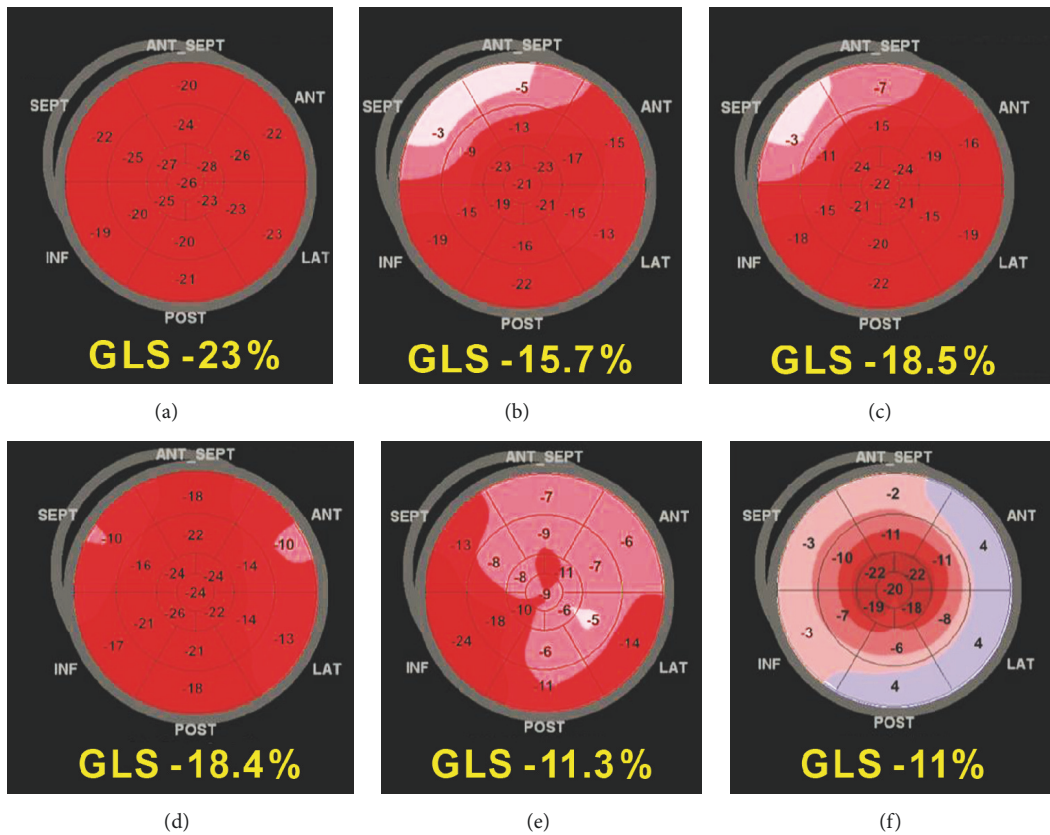 ANT_SEPT
-20
SEPT ANT
-24
-22 -22
-25 -27 -28 -26
-26
-20 -25 -23 -23
-19 -20 -23
INF LAT
-21
POST
GLS -23%
(a)
ANT_SEPT
-5
SEPT ANT
-3 -13 -15
-9 -23 -23 -17
-21
-15 -19 -21 -15
-19 -16 -13
INF LAT
-22
POST
GLS -15.7%
(b)
ANT_SEPT
-7
SEPT ANT
-3 -15 -16
-11 -24 -24 -19
-22
-15 -21 -21 -15
-18 -20 -19
INF LAT
-22
POST
GLS -18.5%
(c)
ANT_SEPT
-18
SEPT ANT
-10 -22 -10
-16 -24 -24 -14
-24
-21 -26 -22 -14
-17 -21 -13
INF LAT
-18
POST
GLS -18.4%
(d)
ANT_SEPT
-7
SEPT ANT
-13 -9 -6
-8 -8 -11 -7
9
-18 -10 -6 -5
-24 -6 -14
INF LAT
-11
POST
GLS -11.3%
(e)
ANT_SEPT
-2
SEPT ANT
-3 -11 4
-10 -22 -22 -11
-20
-7 -19 -18 -8
-3 -6 4
INF LAT
4
POST
GLS -11%
(f)